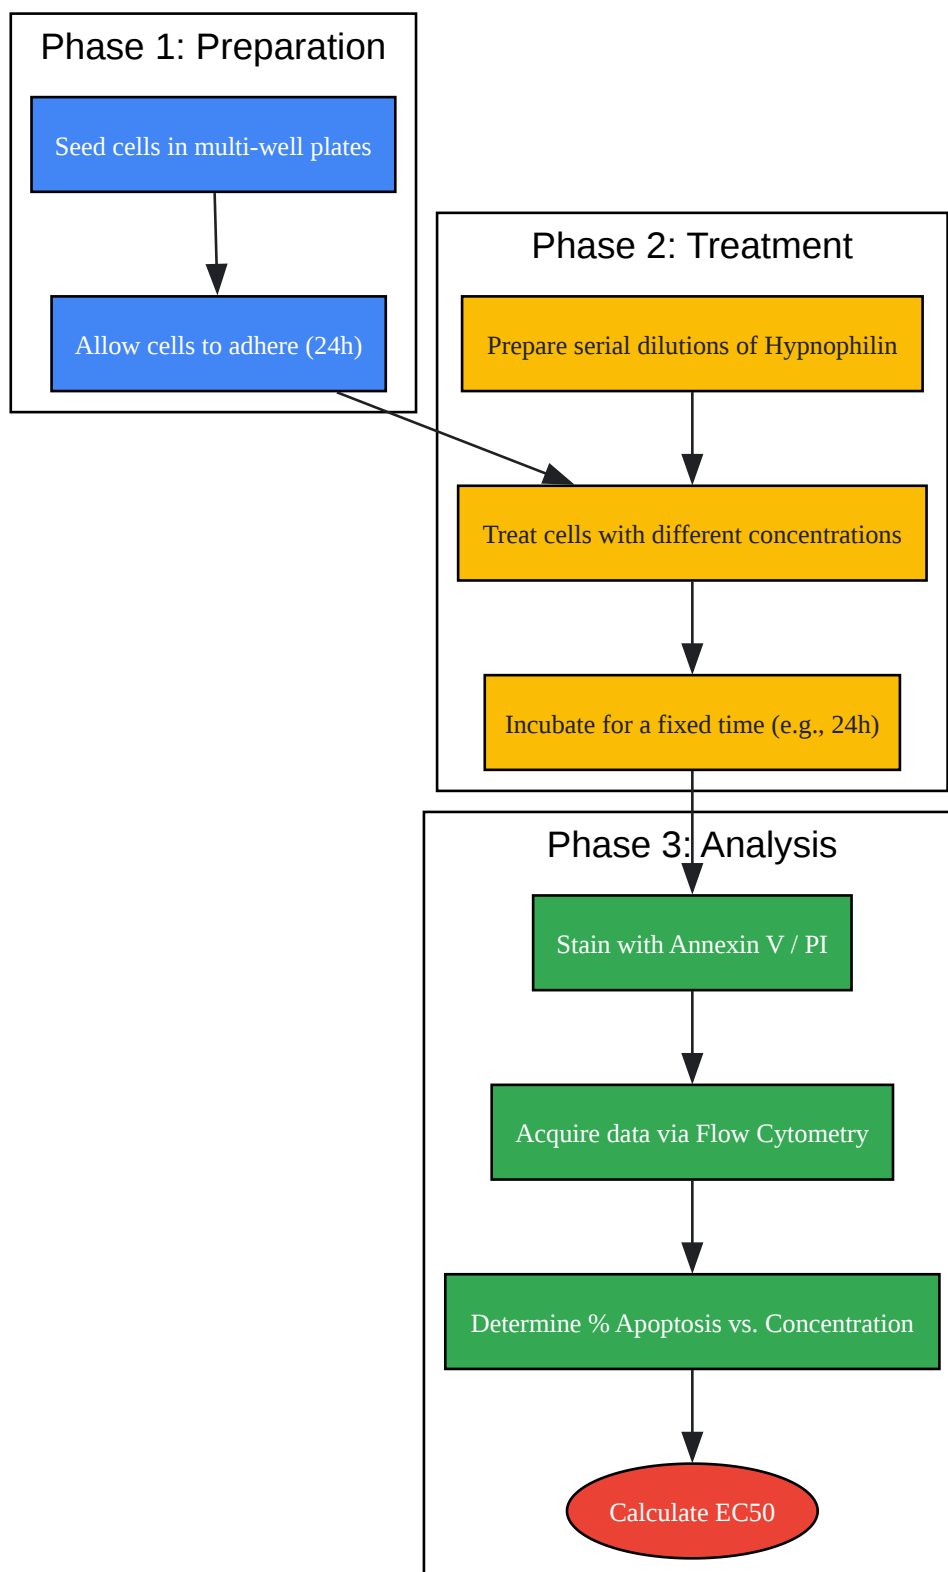 Phase 1: Preparation
Seed cells in multi-well plates
Allow cells to adhere (24h)
Phase 2: Treatment
Prepare serial dilutions of Hypnophilin
Treat cells with different concentrations
Incubate for a fixed time (e.g., 24h)
Phase 3: Analysis
Stain with Annexin V / PI
Acquire data via Flow Cytometry
Determine % Apoptosis vs. Concentration
Calculate EC50